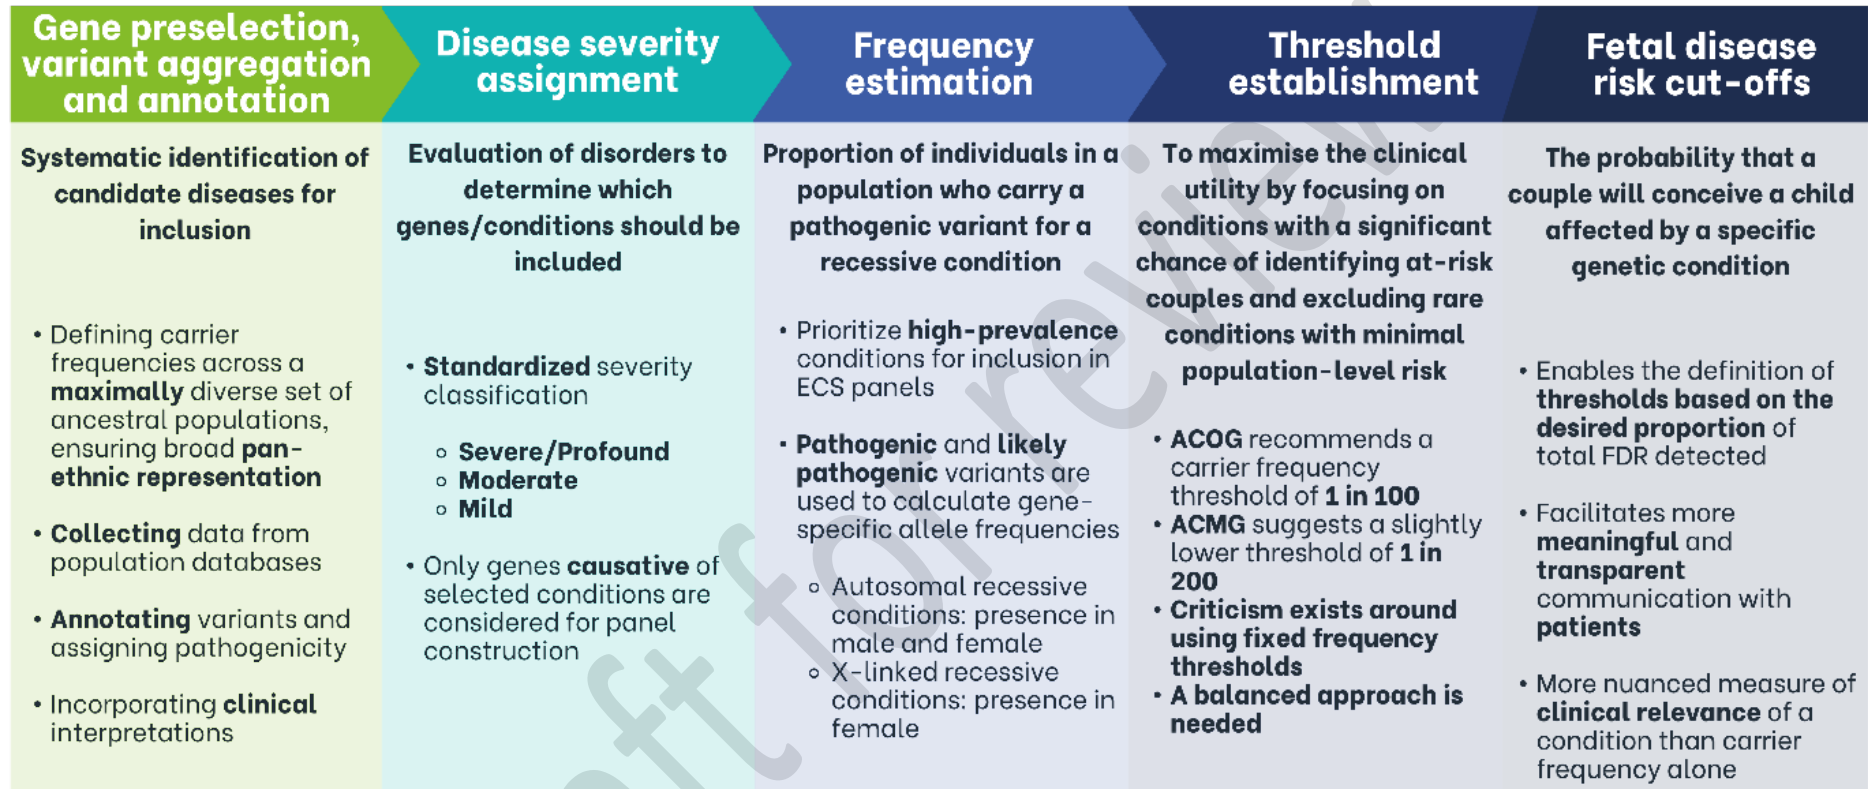 Gene preselection,
variant aggregation
and annotation
Systematic identification of
candidate diseases for
inclusion
• Defining carrier
frequencies across a
maximally diverse set of
ancestral populations,
ensuring broad pan-
ethnic representation
• Collecting data from
population databases
• Annotating variants and
assigning pathogenicity
• Incorporating clinical
interpretations
Disease severity
assignment
Evaluation of disorders to
determine which
genes/conditions should be
included
• Standardized severity
classification
◦ Severe/Profound
◦ Moderate
◦ Mild
• Only genes causative of
selected conditions are
considered for panel
construction
Frequency
estimation
Proportion of individuals in a
population who carry a
pathogenic variant for a
recessive condition
• Prioritize high-prevalence
conditions for inclusion in
ECS panels
• Pathogenic and likely
pathogenic variants are
used to calculate gene-
specific allele frequencies
◦ Autosomal recessive
conditions: presence in
male and female
◦ X-linked recessive
conditions: presence in
female
Threshold
establishment
To maximise the clinical
utility by focusing on
conditions with a significant
chance of identifying at-risk
couples and excluding rare
conditions with minimal
population-level risk
• ACOG recommends a
carrier frequency
threshold of 1 in 100
• ACMG suggests a slightly
lower threshold of 1 in
200
• Criticism exists around
using fixed frequency
thresholds
• A balanced approach is
needed
Fetal disease
risk cut-offs
The probability that a
couple will conceive a child
affected by a specific
genetic condition
• Enables the definition of
thresholds based on the
desired proportion of
total FDR detected
• Facilitates more
meaningful and
transparent
communication with
patients
• More nuanced measure of
clinical relevance of a
condition than carrier
frequency alone
for review